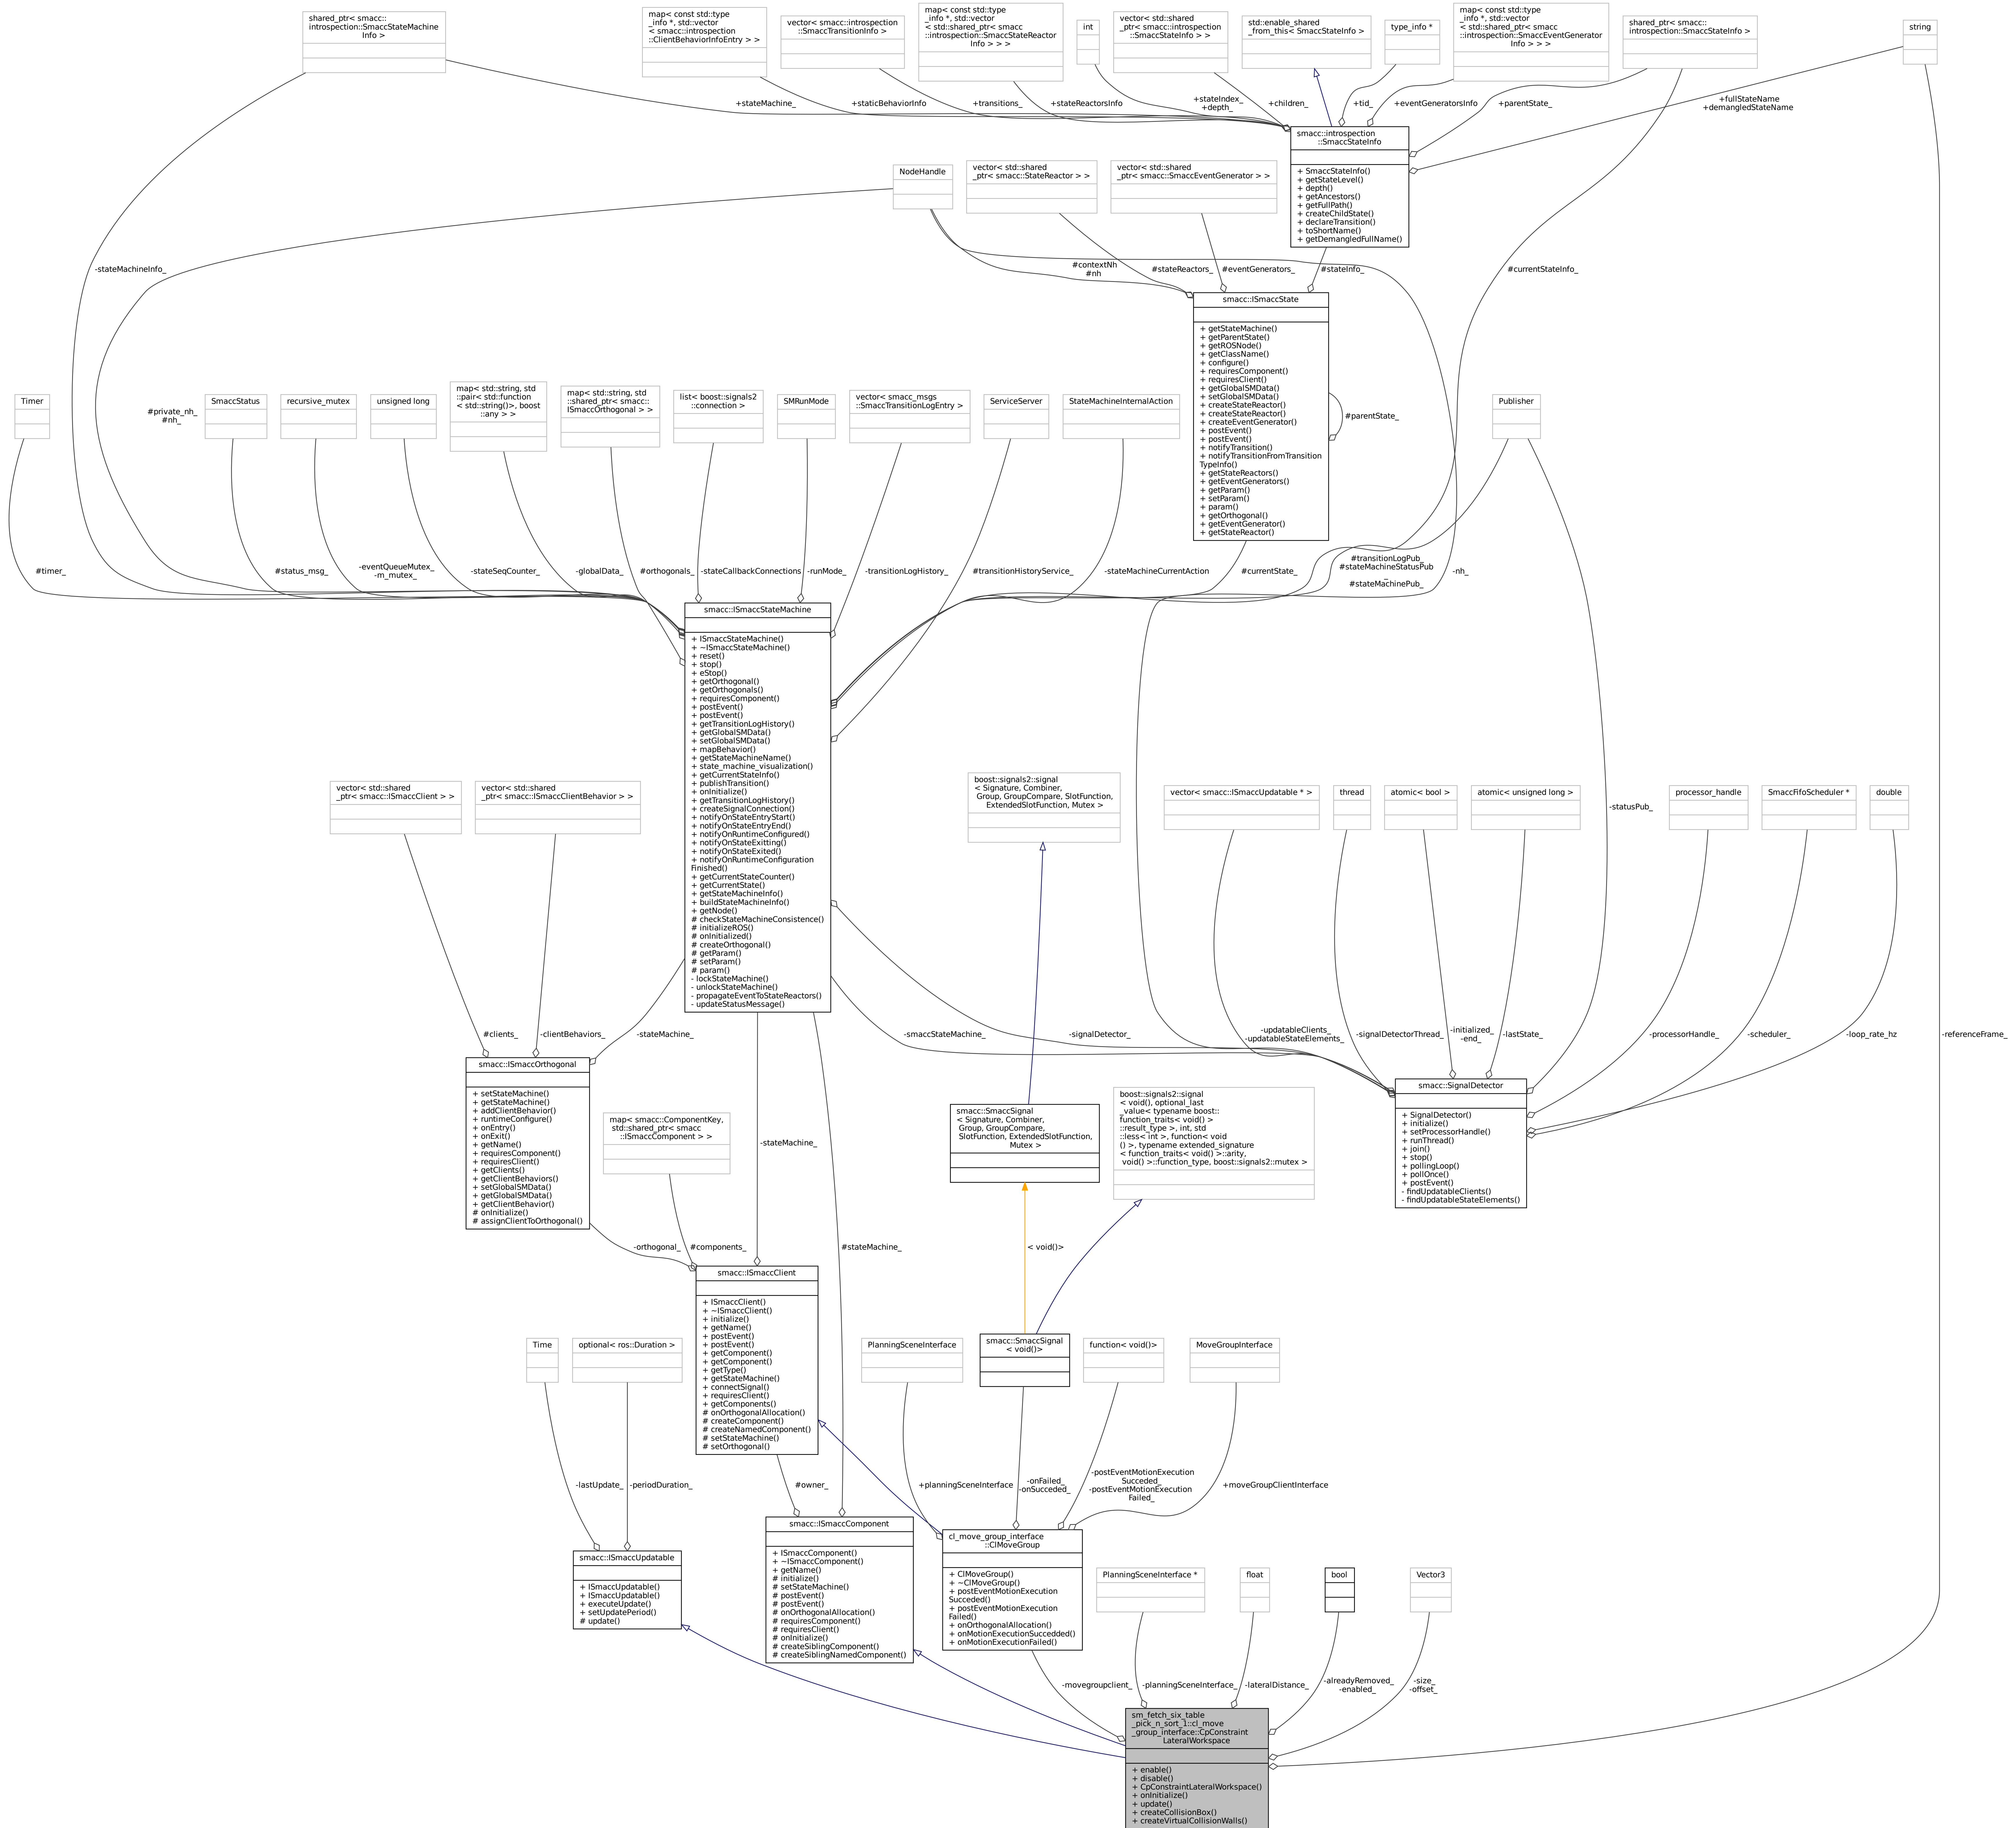 shared_ptr< smacc::
introspection::SmaccStateMachine
Info >
map< const std::type
_info *, std::vector
< smacc::introspection
::ClientBehaviorInfoEntry > >
vector< smacc::introspection
::SmaccTransitionInfo >
map< const std::type
_info *, std::vector
< std::shared_ptr< smacc
::introspection::SmaccStateReactor
Info > > >
int
vector< std::shared
_ptr< smacc::introspection
::SmaccStateInfo > >
std::enable_shared
_from_this< SmaccStateInfo >
type_info *
map< const std::type
_info *, std::vector
< std::shared_ptr< smacc
::introspection::SmaccEventGenerator
Info > > >
shared_ptr< smacc::
introspection::SmaccStateInfo >
string
+stateMachine_
+staticBehaviorInfo
+transitions_
+stateReactorsInfo
+stateIndex_
+depth_
+children_
+tid_
+eventGeneratorsInfo
+parentState_
+fullStateName
+demangledStateName
smacc::introspection
::SmaccStateInfo
+ SmaccStateInfo()
+ getStateLevel()
+ depth()
+ getAncestors()
+ getFullPath()
+ createChildState()
+ declareTransition()
+ toShortName()
+ getDemangledFullName()
NodeHandle
vector< std::shared
_ptr< smacc::StateReactor > >
vector< std::shared
_ptr< smacc::SmaccEventGenerator > >
-stateMachineInfo_
#contextNh
#nh
#stateReactors_
#eventGenerators_
#stateInfo_
#currentStateInfo_
smacc::ISmaccState
+ getStateMachine()
+ getParentState()
+ getROSNode()
+ getClassName()
+ configure()
+ requiresComponent()
+ requiresClient()
+ getGlobalSMData()
+ setGlobalSMData()
+ createStateReactor()
+ createStateReactor()
+ createEventGenerator()
+ postEvent()
+ postEvent()
+ notifyTransition()
+ notifyTransitionFromTransition
TypeInfo()
+ getStateReactors()
+ getEventGenerators()
+ getParam()
+ setParam()
+ param()
+ getOrthogonal()
+ getEventGenerator()
+ getStateReactor()
#parentState_
Timer
#private_nh_
#nh_
SmaccStatus
recursive_mutex
unsigned long
map< std::string, std
::pair< std::function
< std::string()>, boost
::any > >
map< std::string, std
::shared_ptr< smacc::
ISmaccOrthogonal > >
list< boost::signals2
::connection >
SMRunMode
vector< smacc_msgs
::SmaccTransitionLogEntry >
ServiceServer
StateMachineInternalAction
Publisher
#timer_
#status_msg_
-eventQueueMutex_
-m_mutex_
-stateSeqCounter_
-globalData_
#orthogonals_
-stateCallbackConnections
-runMode_
-transitionLogHistory_
#transitionHistoryService_
-stateMachineCurrentAction
#currentState_
#transitionLogPub_
#stateMachineStatusPub
_
#stateMachinePub_
-nh_
smacc::ISmaccStateMachine
+ ISmaccStateMachine()
+ ~ISmaccStateMachine()
+ reset()
+ stop()
+ eStop()
+ getOrthogonal()
+ getOrthogonals()
+ requiresComponent()
+ postEvent()
+ postEvent()
+ getTransitionLogHistory()
+ getGlobalSMData()
+ setGlobalSMData()
+ mapBehavior()
+ getStateMachineName()
+ state_machine_visualization()
+ getCurrentStateInfo()
+ publishTransition()
+ onInitialize()
+ getTransitionLogHistory()
+ createSignalConnection()
+ notifyOnStateEntryStart()
+ notifyOnStateEntryEnd()
+ notifyOnRuntimeConfigured()
+ notifyOnStateExitting()
+ notifyOnStateExited()
+ notifyOnRuntimeConfiguration
Finished()
+ getCurrentStateCounter()
+ getCurrentState()
+ getStateMachineInfo()
+ buildStateMachineInfo()
+ getNode()
# checkStateMachineConsistence()
# initializeROS()
# onInitialized()
# createOrthogonal()
# getParam()
# setParam()
# param()
- lockStateMachine()
- unlockStateMachine()
- propagateEventToStateReactors()
- updateStatusMessage()
vector< std::shared
_ptr< smacc::ISmaccClient > >
vector< std::shared
_ptr< smacc::ISmaccClientBehavior > >
boost::signals2::signal
< Signature, Combiner,
Group, GroupCompare, SlotFunction,
ExtendedSlotFunction, Mutex >
vector< smacc::ISmaccUpdatable * >
thread
atomic< bool >
atomic< unsigned long >
processor_handle
SmaccFifoScheduler *
double
-statusPub_
#clients_
-clientBehaviors_
-stateMachine_
-smaccStateMachine_
-signalDetector_
-updatableClients_
-updatableStateElements_
-signalDetectorThread_
-initialized_
-end_
-lastState_
-processorHandle_
-scheduler_
-loop_rate_hz
-referenceFrame_
smacc::ISmaccOrthogonal
+ setStateMachine()
+ getStateMachine()
+ addClientBehavior()
+ runtimeConfigure()
+ onEntry()
+ onExit()
+ getName()
+ requiresComponent()
+ requiresClient()
+ getClients()
+ getClientBehaviors()
+ setGlobalSMData()
+ getGlobalSMData()
+ getClientBehavior()
# onInitialize()
# assignClientToOrthogonal()
map< smacc::ComponentKey,
std::shared_ptr< smacc
::ISmaccComponent > >
-stateMachine_
smacc::SmaccSignal
< Signature, Combiner,
Group, GroupCompare,
SlotFunction, ExtendedSlotFunction,
Mutex >
boost::signals2::signal
< void(), optional_last
_value< typename boost::
function_traits< void() >
::result_type >, int, std
::less< int >, function< void
() >, typename extended_signature
< function_traits< void() >::arity,
void() >::function_type, boost::signals2::mutex >
smacc::SignalDetector
+ SignalDetector()
+ initialize()
+ setProcessorHandle()
+ runThread()
+ join()
+ stop()
+ pollingLoop()
+ pollOnce()
+ postEvent()
- findUpdatableClients()
- findUpdatableStateElements()
-orthogonal_
#components_
#stateMachine_
< void()>
smacc::ISmaccClient
+ ISmaccClient()
+ ~ISmaccClient()
+ initialize()
+ getName()
+ postEvent()
+ postEvent()
+ getComponent()
+ getComponent()
+ getType()
+ getStateMachine()
+ connectSignal()
+ requiresClient()
+ getComponents()
# onOrthogonalAllocation()
# createComponent()
# createNamedComponent()
# setStateMachine()
# setOrthogonal()
Time
optional< ros::Duration >
PlanningSceneInterface
smacc::SmaccSignal
< void()>
function< void()>
MoveGroupInterface
-lastUpdate_
-periodDuration_
#owner_
+planningSceneInterface
-onFailed_
-onSucceded_
-postEventMotionExecution
Succeded_
-postEventMotionExecution
Failed_
+moveGroupClientInterface
smacc::ISmaccUpdatable
+ ISmaccUpdatable()
+ ISmaccUpdatable()
+ executeUpdate()
+ setUpdatePeriod()
# update()
smacc::ISmaccComponent
+ ISmaccComponent()
+ ~ISmaccComponent()
+ getName()
# initialize()
# setStateMachine()
# postEvent()
# postEvent()
# onOrthogonalAllocation()
# requiresComponent()
# requiresClient()
# onInitialize()
# createSiblingComponent()
# createSiblingNamedComponent()
cl_move_group_interface
::ClMoveGroup
+ ClMoveGroup()
+ ~ClMoveGroup()
+ postEventMotionExecution
Succeded()
+ postEventMotionExecution
Failed()
+ onOrthogonalAllocation()
+ onMotionExecutionSuccedded()
+ onMotionExecutionFailed()
PlanningSceneInterface *
float
bool
Vector3
-movegroupclient_
-planningSceneInterface_
-lateralDistance_
-alreadyRemoved_
-enabled_
-size_
-offset_
sm_fetch_six_table
_pick_n_sort_1::cl_move
_group_interface::CpConstraint
LateralWorkspace
+ enable()
+ disable()
+ CpConstraintLateralWorkspace()
+ onInitialize()
+ update()
+ createCollisionBox()
+ createVirtualCollisionWalls()